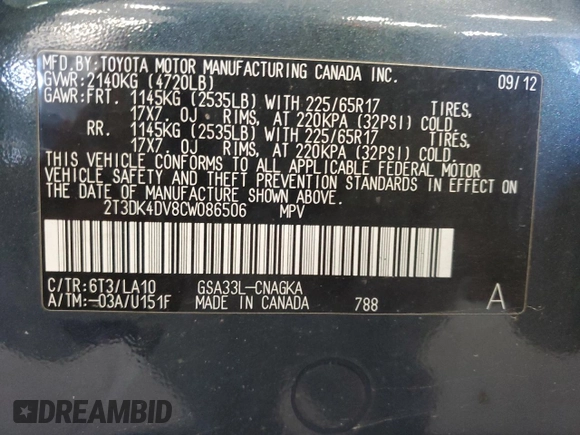 MFD.BY:TOYOTA MOTOR MANUFACTURING CANADA INC.
GVWR:2140KG (4720LB) 09/12
GAWR:FRT. 1145KG (2535LB) WITH 225/65R17 TIRES,
17X7. 0J RIMS, AT 220KPA (32PSI) COLD.
RR. 1145KG (2535LB) WITH 225/65R17 TIRES,
17X7. 0J RIMS, AT 220KPA (32PSI) COLD.
THIS VEHICLE CONFORMS TO ALL APPLICABLE FEDERAL MOTOR
VEHICLE SAFETY AND THEFT PREVENTION STANDARDS IN EFFECT ON
THE DATE OF MANUFACTURE SHOWN ABOVE.
2T3DK4DV8CW086506 MPV
C/TR:6T3/LA10 GSA33L-CNAGKA
A/TM:-03A/U151F MADE IN CANADA 788 A
DREAMBID